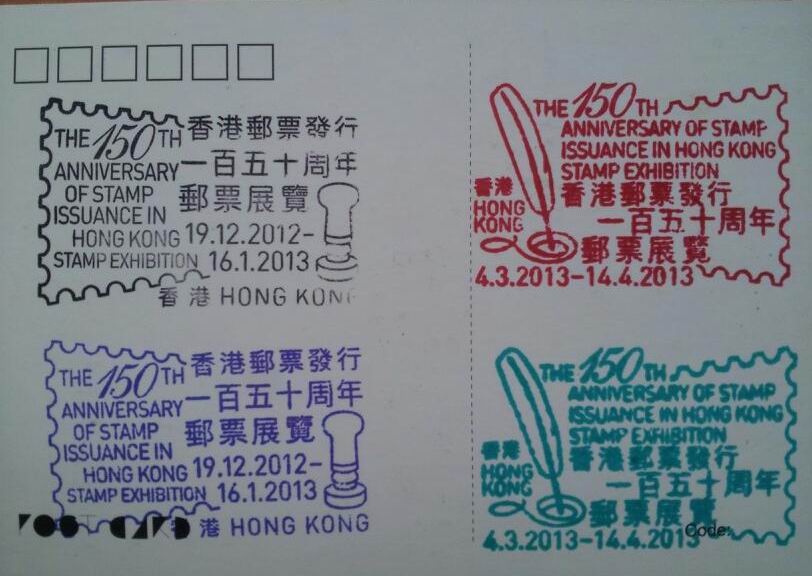 THE 150TH 香港郵票發行
ANNIVERSARY 一百五十周年
OF STAMP 郵票展覽
ISSUANCE IN
HONG KONG 19.12.2012-
STAMP EXHIBITION 16.1.2013
香港 HONG KONG
THE 150TH
ANNIVERSARY OF STAMP
ISSUANCE IN HONG KONG
STAMP EXHIBITION
香港郵票發行
一百五十周年
郵票展覽
香港
HONG
KONG
4.3.2013-14.4.2013
THE 150TH 香港郵票發行
ANNIVERSARY 一百五十周年
OF STAMP 郵票展覽
ISSUANCE IN
HONG KONG 19.12.2012-
STAMP EXHIBITION 16.1.2013
POST CARD 港 HONG KONG
THE 150TH
ANNIVERSARY OF STAMP
ISSUANCE IN HONG KONG
STAMP EXHIBITION
香港郵票發行
一百五十周年
郵票展覽
香港
HONG
KONG
4.3.2013-14.4.2013
Code: